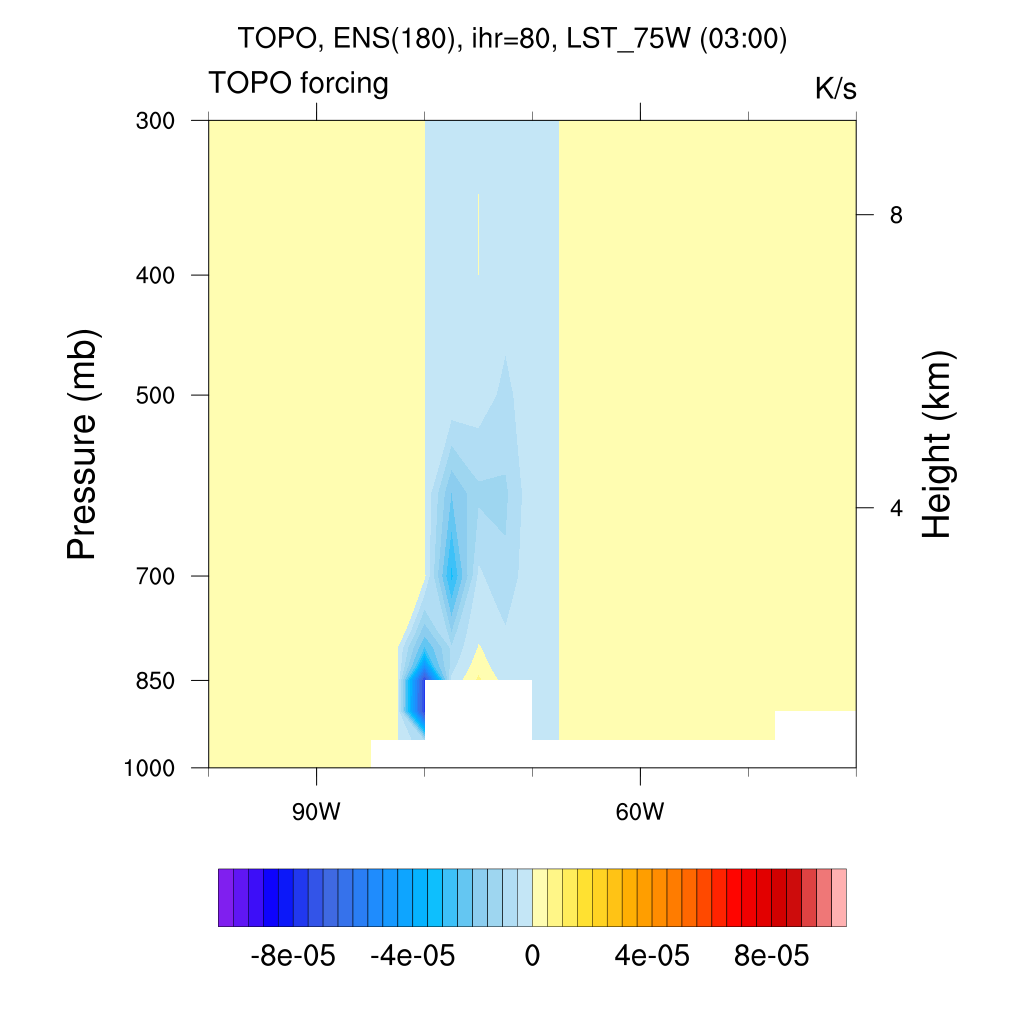 TOPO, ENS(180), ihr=80, LST_75W (03:00)
TOPO forcing
K/s
300
400
500
700
850
1000
Pressure (mb)
8
4
Height (km)
90W
60W
-8e-05
-4e-05
0
4e-05
8e-05